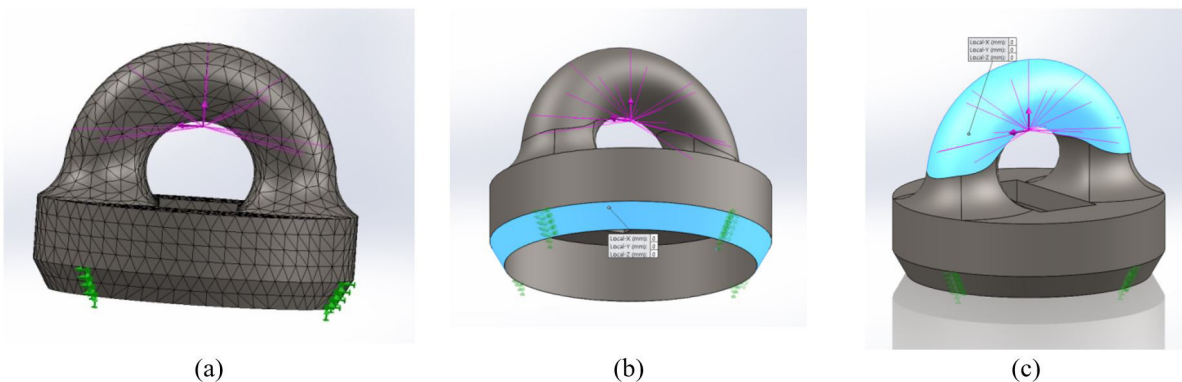 Local-X (mm): 0
Local-Y (mm): 0
Local-Z (mm): 0
Local-X (mm): 0
Local-Y (mm): 0
Local-Z (mm): 0
(a)
(b)
(c)